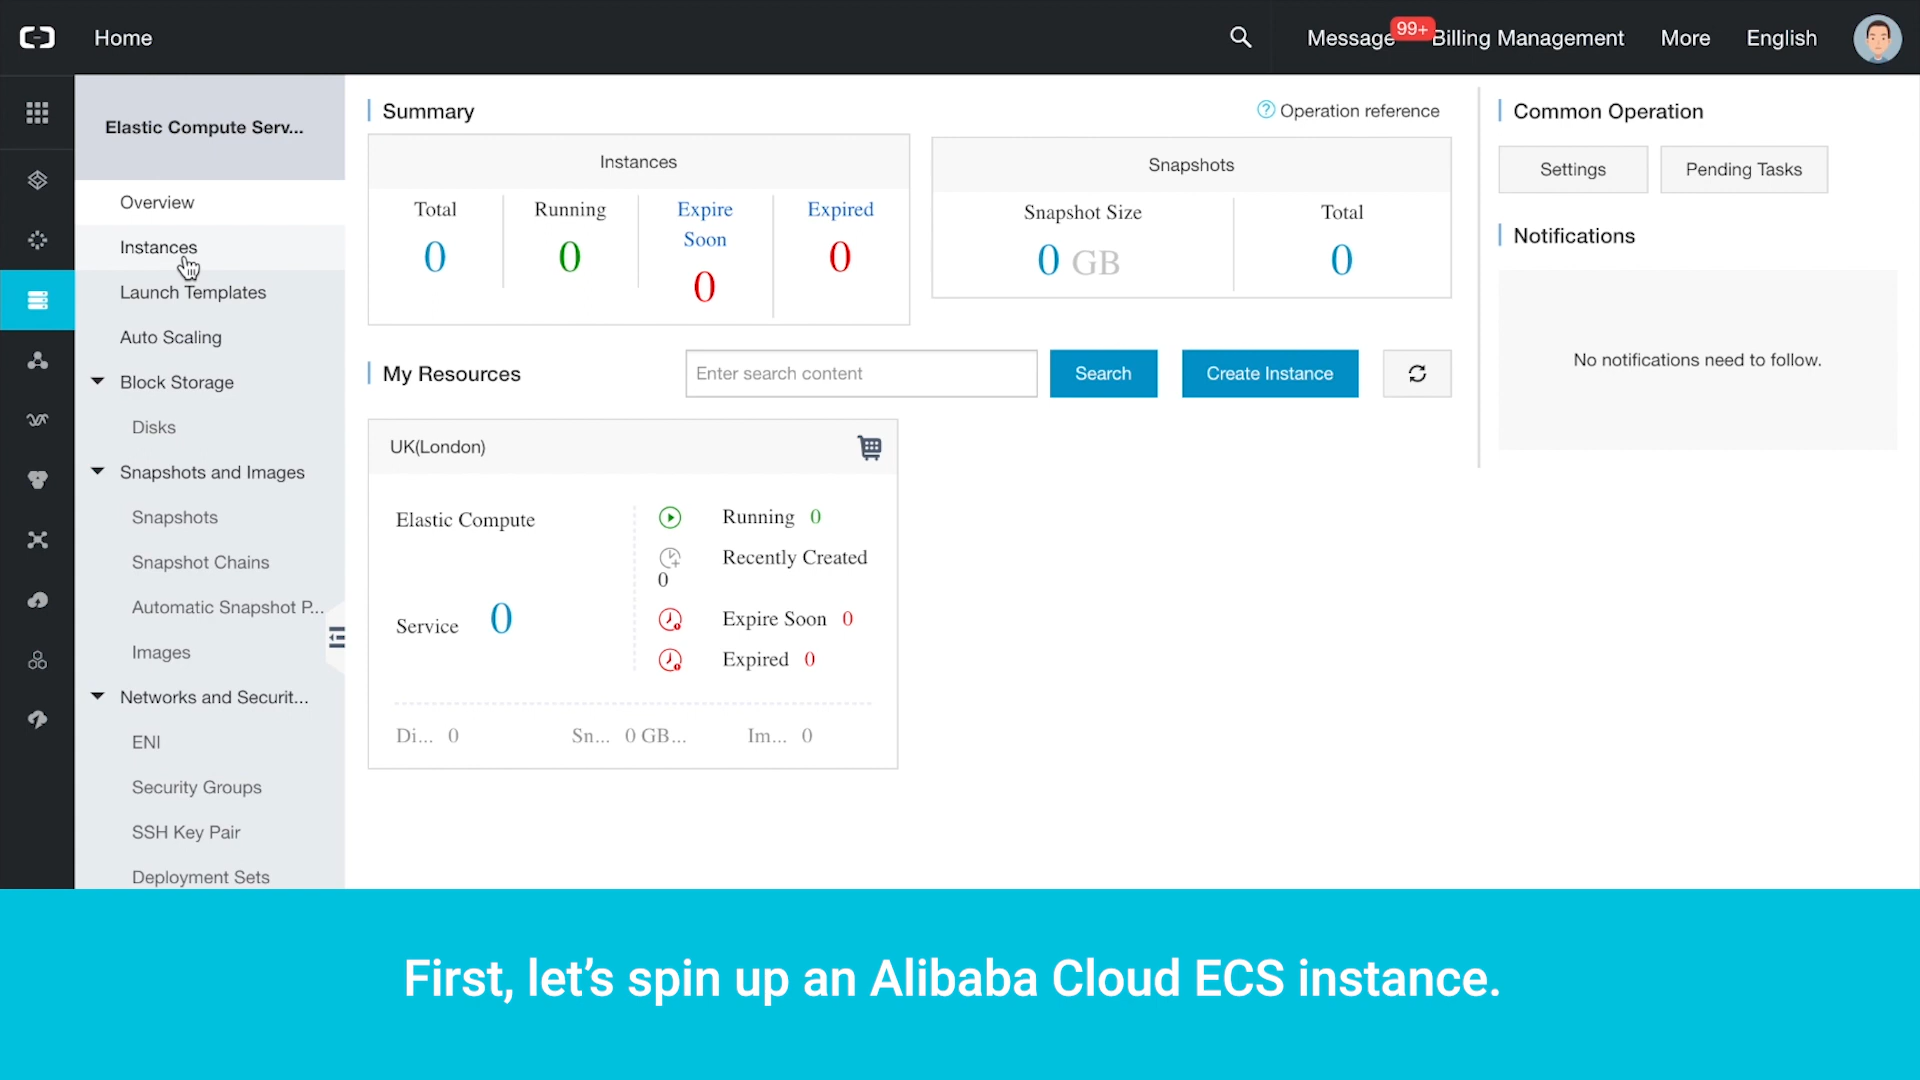 Home
Message 99+ Billing Management More English
Elastic Compute Serv...
Overview
Instances
Launch Templates
Auto Scaling
Block Storage
Disks
Snapshots and Images
Snapshots
Snapshot Chains
Automatic Snapshot P...
Images
Networks and Securit...
ENI
Security Groups
SSH Key Pair
Deployment Sets
Summary
Operation reference
Instances
Total Running Expire Soon Expired
0 0 0 0
Snapshots
Snapshot Size Total
0 GB 0
My Resources
Enter search content
Search
Create Instance
UK(London)
Elastic Compute
Service 0
Running 0
Recently Created
0
Expire Soon 0
Expired 0
Di... 0 Sn... 0 GB... Im... 0
Common Operation
Settings
Pending Tasks
Notifications
No notifications need to follow.
First, let’s spin up an Alibaba Cloud ECS instance.